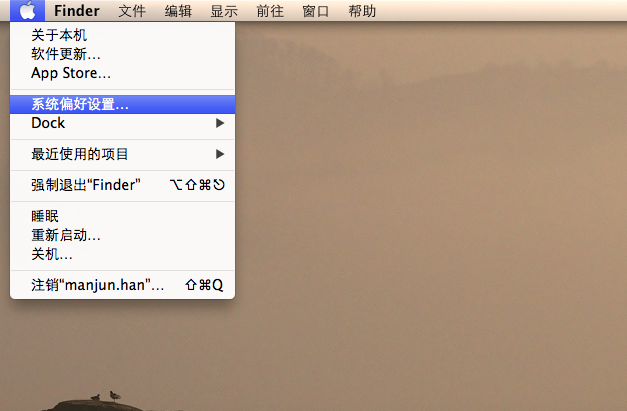 Finder 文件 编辑 显示 前往 窗口 帮助
关于本机
软件更新...
App Store...
系统偏好设置...
Dock ▶
最近使用的项目 ▶
强制退出“Finder” ⌥⇧⌘⎋
睡眠
重新启动...
关机...
注销“manjun.han”... ⇧⌘Q